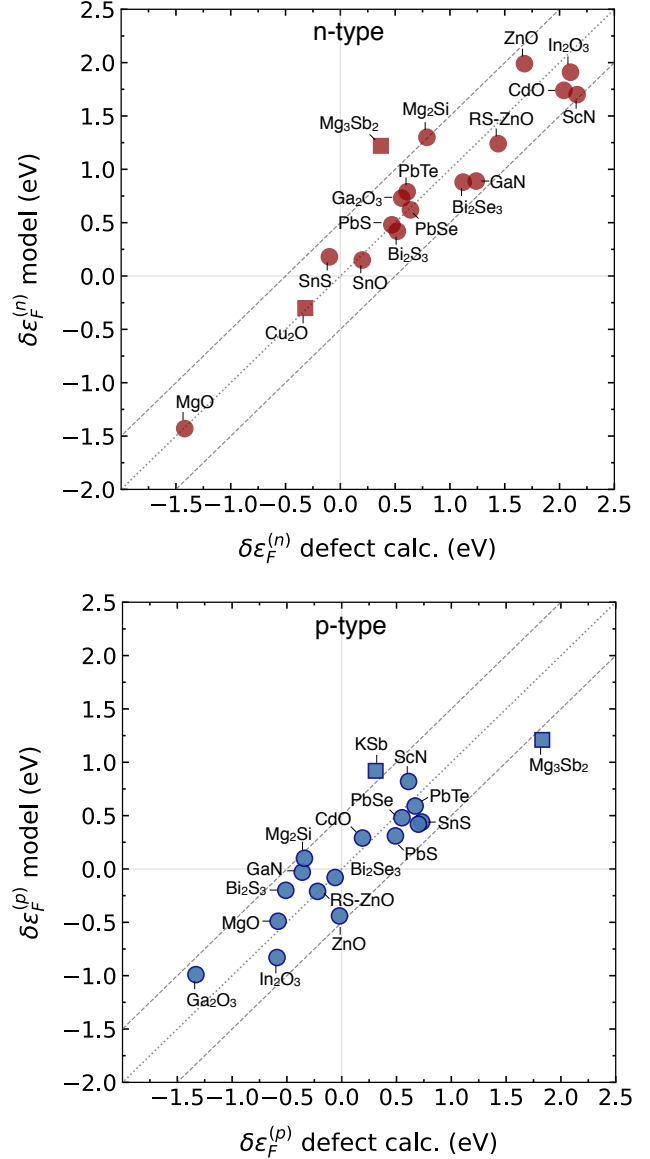 n-type
ZnO
In₂O₃
CdO
ScN
Mg₃Sb₂
Mg₂Si
RS-ZnO
PbTe
Ga₂O₃
GaN
PbS
PbSe
Bi₂Se₃
Bi₂S₃
SnS
SnO
Cu₂O
MgO
2.5
2.0
1.5
1.0
0.5
0.0
−0.5
−1.0
−1.5
−2.0
−1.5 −1.0 −0.5 0.0 0.5 1.0 1.5 2.0 2.5
δεF(n) model (eV)
δεF(n) defect calc. (eV)
p-type
KSb
ScN
Mg₃Sb₂
PbSe
PbTe
CdO
SnS
Mg₂Si
PbS
GaN
Bi₂Se₃
Bi₂S₃
RS-ZnO
MgO
ZnO
In₂O₃
Ga₂O₃
2.5
2.0
1.5
1.0
0.5
0.0
−0.5
−1.0
−1.5
−2.0
−1.5 −1.0 −0.5 0.0 0.5 1.0 1.5 2.0 2.5
δεF(p) model (eV)
δεF(p) defect calc. (eV)